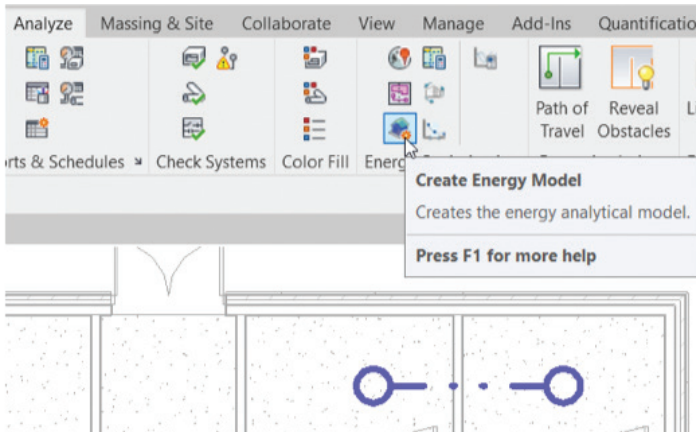 Analyze Massing & Site Collaborate View Manage Add-Ins Quantificatio
Path of Travel
Reveal Obstacles
rts & Schedules Check Systems Color Fill Energ
Create Energy Model
Creates the energy analytical model.
Press F1 for more help